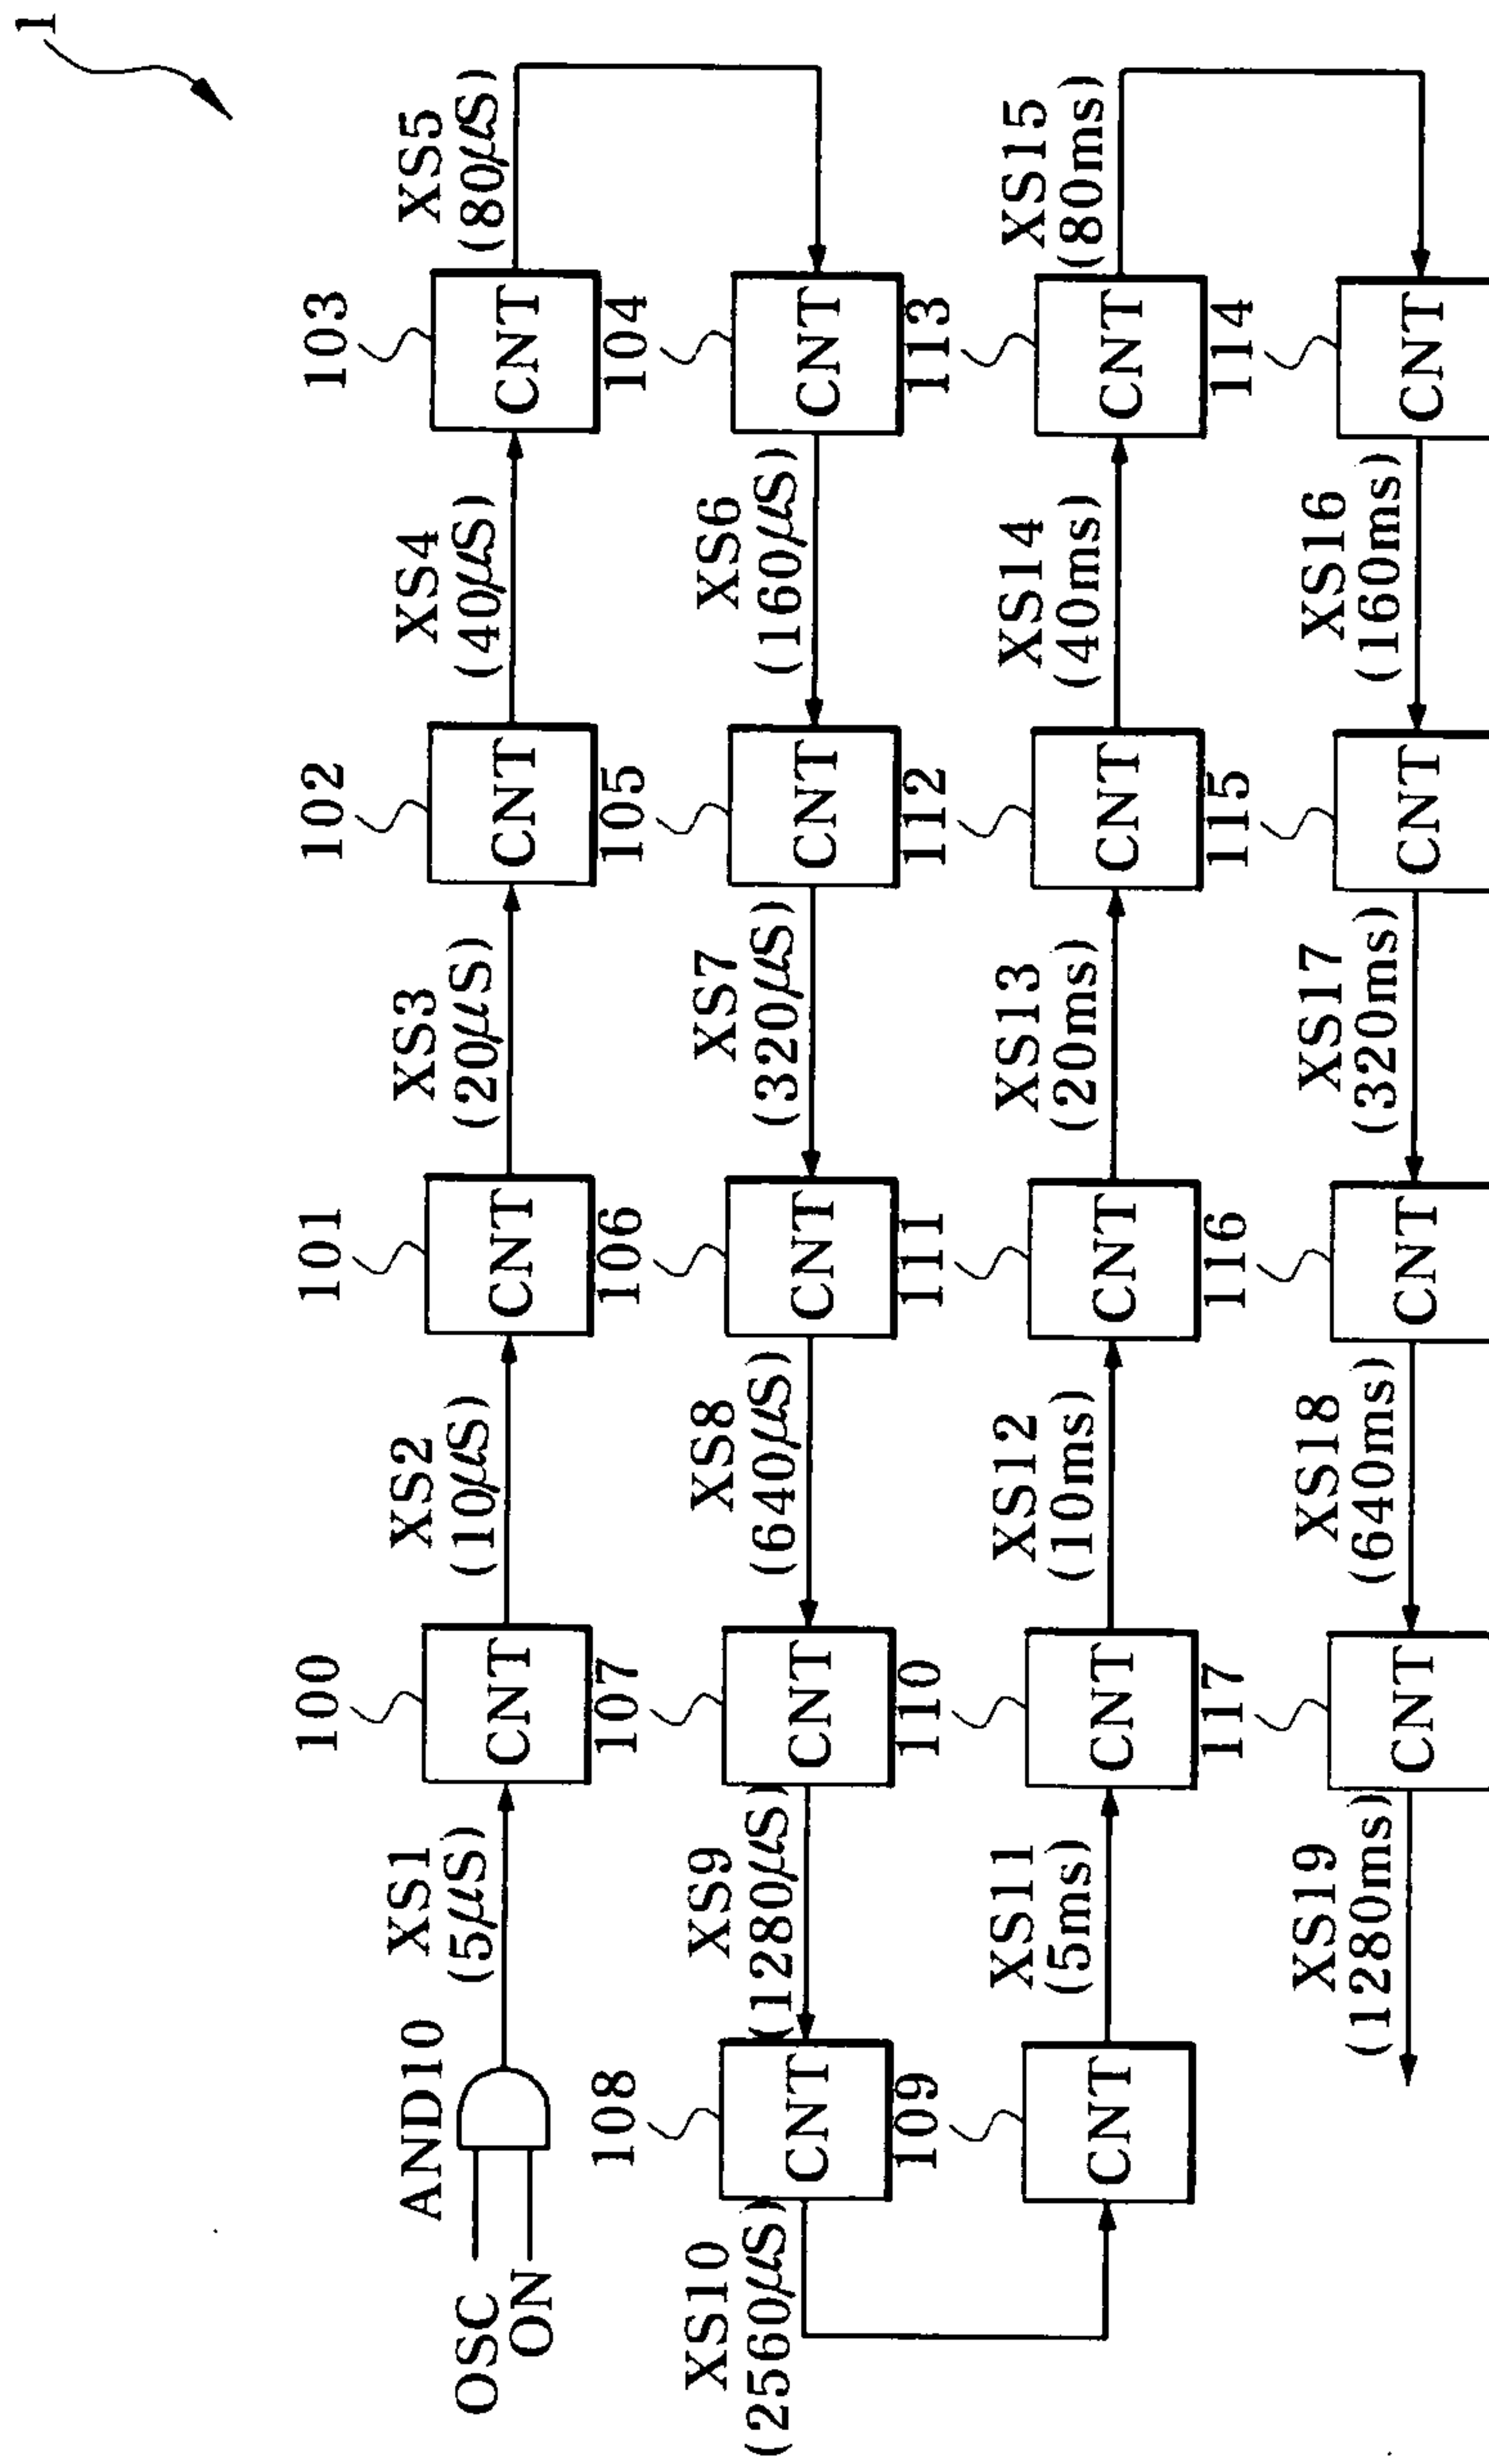 1
103
102
101
100
XS5
(80μS)
XS4
(40μS)
XS3
(20μS)
XS2
(10μS)
XS1
(5μS)
AND10
OSC
ON
CNT
CNT
CNT
CNT
104
105
106
107
108
XS6
(160μS)
XS7
(320μS)
XS8
(640μS)
XS9
(1280μS)
XS10
(2560μS)
CNT
CNT
CNT
CNT
CNT
113
112
111
110
109
XS15
(80ms)
XS14
(40ms)
XS13
(20ms)
XS12
(10ms)
XS11
(5ms)
CNT
CNT
CNT
CNT
CNT
114
115
116
117
XS16
(160ms)
XS17
(320ms)
XS18
(640ms)
XS19
(1280ms)
CNT
CNT
CNT
CNT